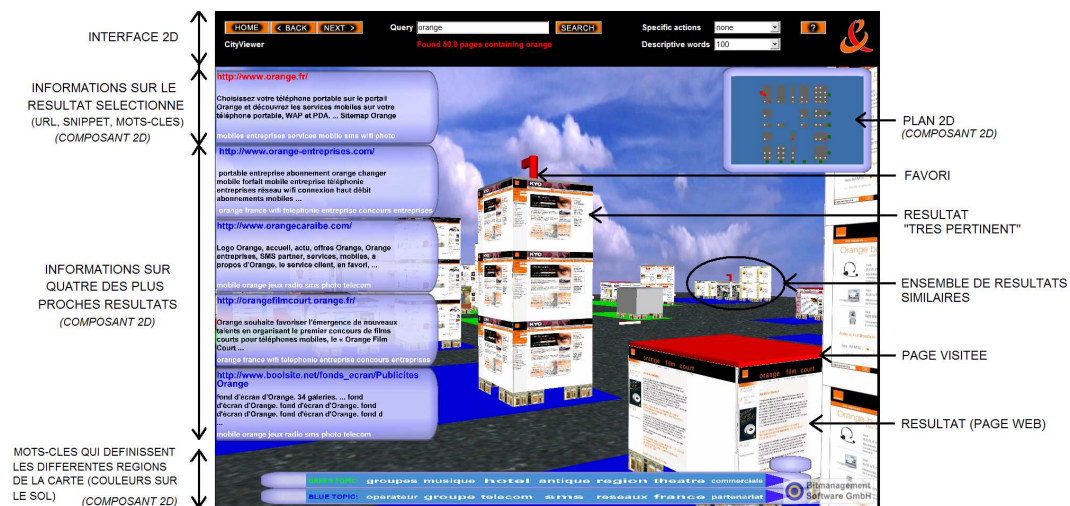 INTERFACE 2D
HOME
< BACK
NEXT >
Query
orange
SEARCH
Specific actions
none
?
CityViewer
Found 50.0 pages containing orange
Descriptive words
100
&
INFORMATIONS SUR LE
RESULTAT SELECTIONNE
(URL, SNIPPET, MOTS-CLES)
(COMPOSANT 2D)
http://www.orange.fr/
Choisissez votre téléphone portable sur le portail
Orange et découvrez les services mobiles sur votre
téléphone portable, WAP et PDA. ... Sitemap Orange
mobiles entreprises services mobile sms wifi photo
PLAN 2D
(COMPOSANT 2D)
INFORMATIONS SUR
QUATRE DES PLUS
PROCHES RESULTATS
(COMPOSANT 2D)
http://www.orange-entreprises.com/
portable entreprise abonnement orange changer
mobile forfait mobile entreprise téléphonie
entreprises réseau wifi connexion haut débit
abonnements mobiles ...
orange france wifi telephonie entreprise concours entreprises
http://www.orangecaraibe.com/
Logo Orange, accueil, actu, offres Orange, Orange
entreprises, SMS partner, services, mobiles, a
propos d'Orange, le service client, en favori, ...
mobile orange jeux radio sms photo telecom
http://orangefilmcourt.orange.fr/
Orange souhaite favoriser l'émergence de nouveaux
talents en organisant le premier concours de films
courts pour téléphones mobiles, le « Orange Film
Court ...
orange france wifi telephonie entreprise concours entreprises
http://www.boolsite.net/fonds_ecran/Publicites
Orange
fond d'écran d'Orange. 34 galeries. ... fond
d'écran d'Orange. fond d'écran d'Orange. fond
d'écran d'Orange. fond d'écran d'Orange. fond d
...
mobile orange jeux radio sms photo telecom
FAVORI
KYO
KYO
RESULTAT
"TRES PERTINENT"
ENSEMBLE DE RESULTATS
SIMILAIRES
PAGE VISITEE
orange film court
orange film court
RESULTAT (PAGE WEB)
MOTS-CLES QUI DEFINISSENT
LES DIFFERENTES REGIONS
DE LA CARTE (COULEURS SUR
LE SOL)
(COMPOSANT 2D)
GREEN TOPIC: groupes musique hotel antique region theatre commerciale
BLUE TOPIC: operateur groupe telecom sms reseaux france partenariat
Bitmanagement
Software GmbH